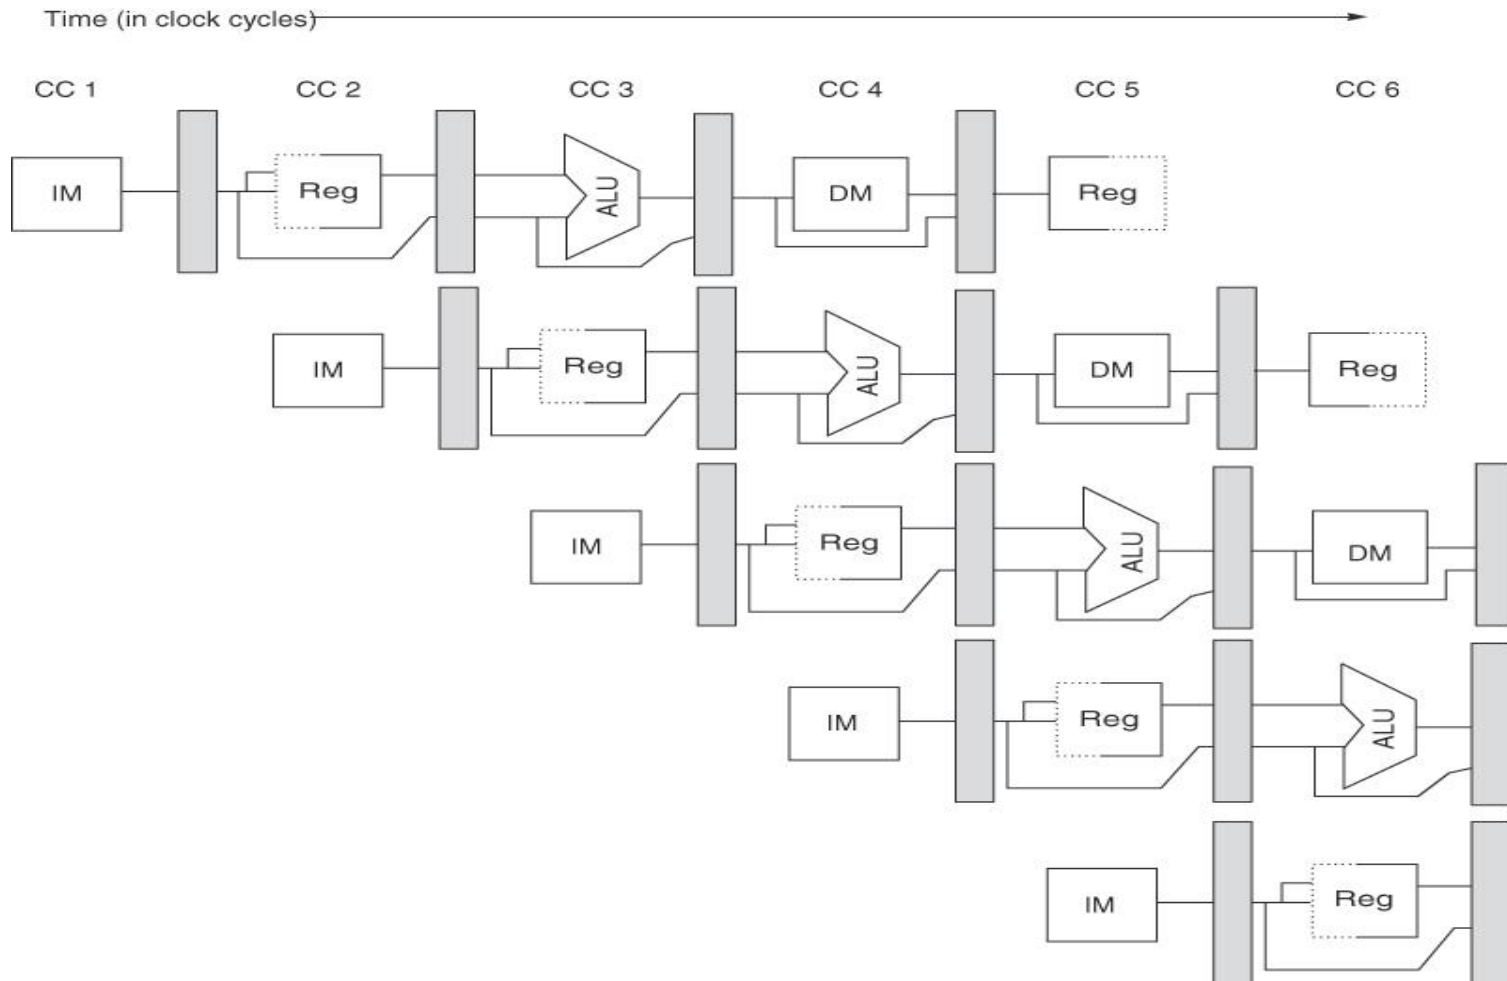 Time (in clock cycles)
CC 1 CC 2 CC 3 CC 4 CC 5 CC 6
IM Reg ALU DM Reg
IM Reg ALU DM Reg
IM Reg ALU DM
IM Reg ALU
IM Reg